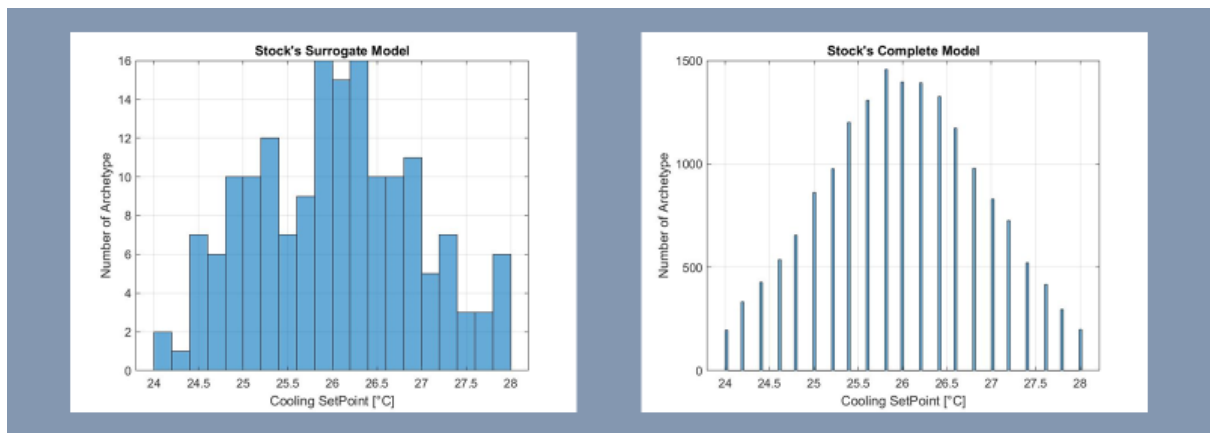 Stock's Surrogate Model
16
14
12
10
8
6
4
2
0
Number of Archetype
24 24.5 25 25.5 26 26.5 27 27.5 28
Cooling SetPoint [°C]
Stock's Complete Model
1500
1000
500
0
Number of Archetype
24 24.5 25 25.5 26 26.5 27 27.5 28
Cooling SetPoint [°C]